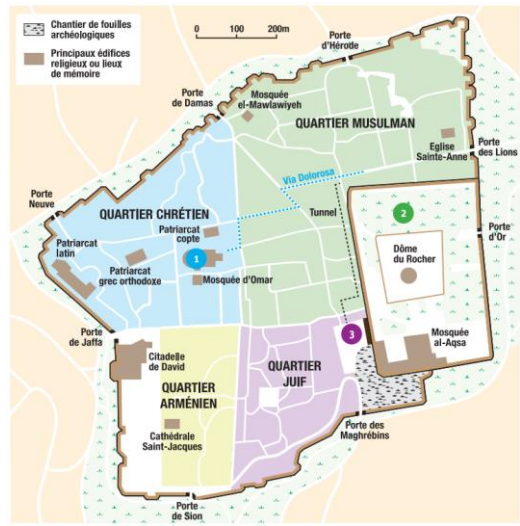 Chantier de fouilles
archéologiques
Principaux édifices
religieux ou lieux
de mémoire
0 100 200m
Porte
d'Hérode
Porte
de Damas
Mosquée
el-Mawlawiyeh
QUARTIER MUSULMAN
Eglise
Sainte-Anne
Porte
des Lions
Via Dolorosa
Porte
Neuve
QUARTIER CHRÉTIEN
Tunnel
2
Patriarcat
copte
Patriarcat
latin
Patriarcat
grec orthodoxe
1
Mosquée d'Omar
Porte
d'Or
Dôme
du Rocher
Porte
de Jaffa
3
Mosquée
al-Aqsa
Citadelle
de David
QUARTIER
JUIF
QUARTIER
ARMÉNIEN
Cathédrale
Saint-Jacques
Porte des
Maghrébins
Porte
de Sion